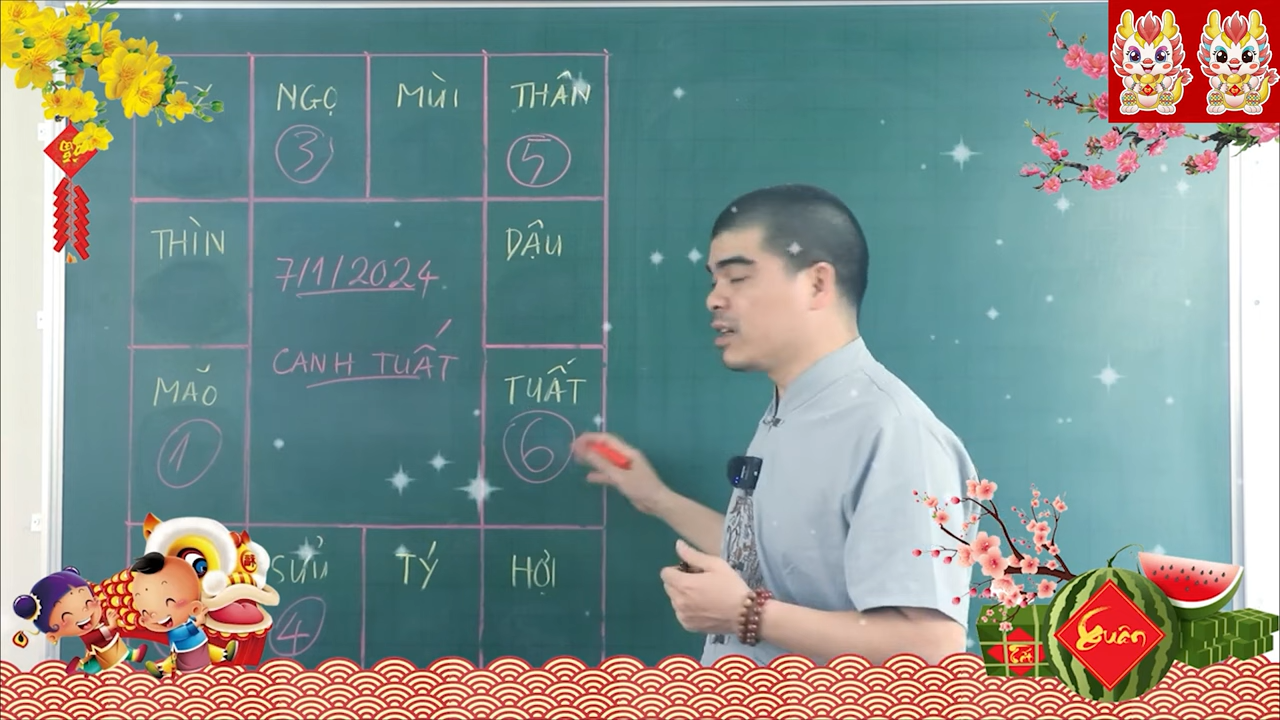 NGỌ
MÙI
THÂN
3
5
THÌN
DẬU
7/1/2024
CANH TUẤT
MÃO
TUẤT
1
6
SỬU
TÝ
HỢI
4
Xuân
Tết